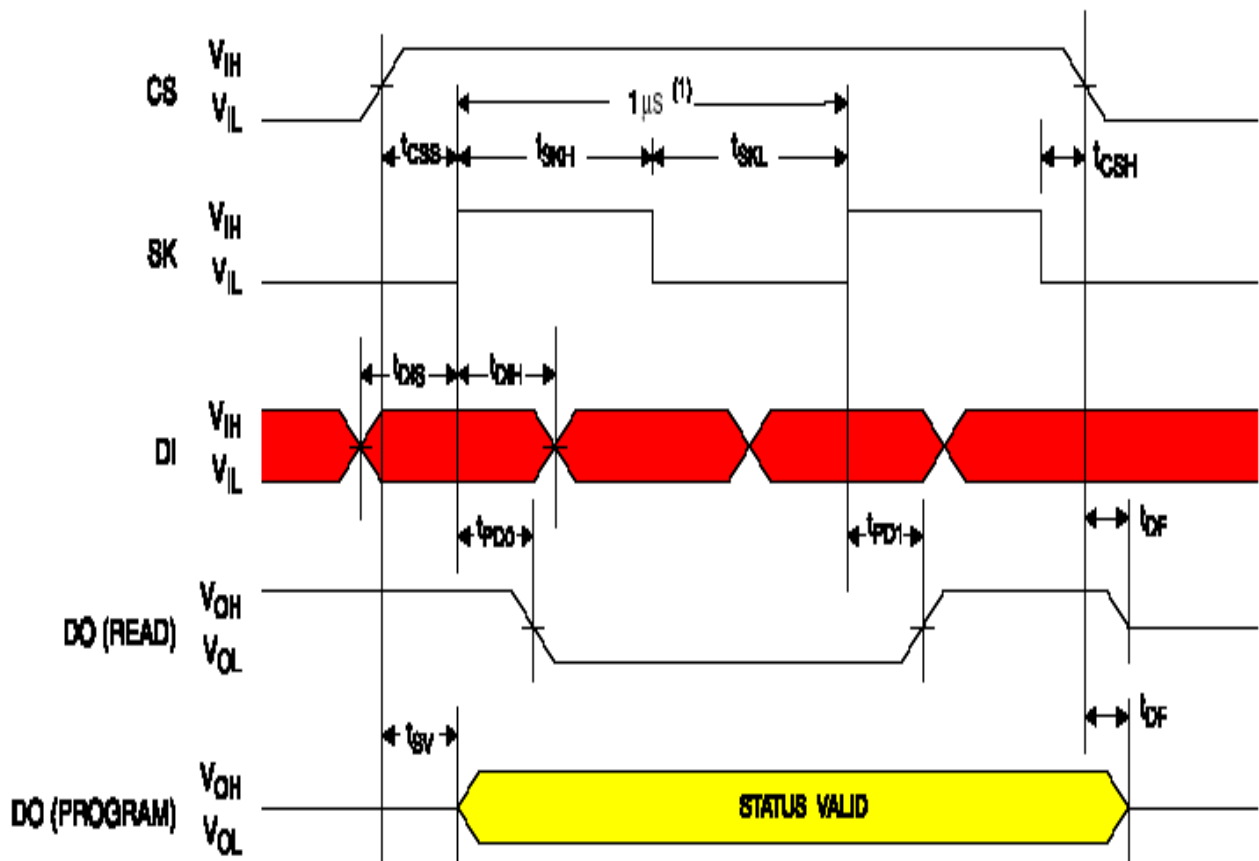 CS
VIH
VIL
1 µS (1)
tCSS
tSKH
tSKL
tCSH
SK
VIH
VIL
tDIS
tDIH
DI
VIH
VIL
tPD0
tPD1
tDF
DO (READ)
VOH
VOL
tSV
tDF
DO (PROGRAM)
VOH
VOL
STATUS VALID